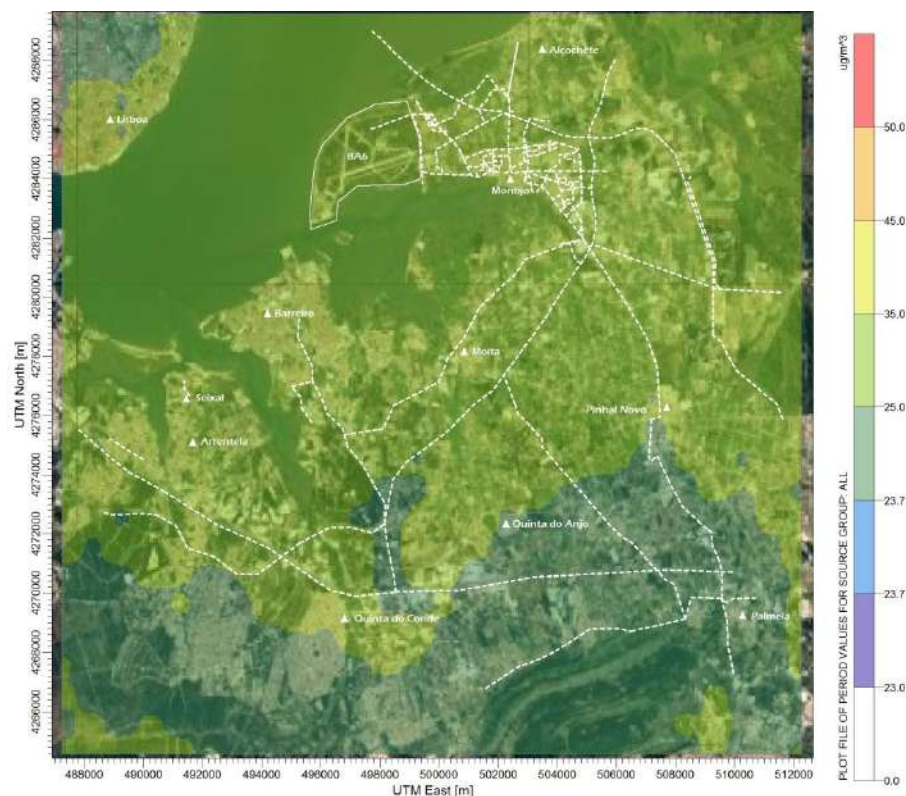 Alcochete
Lisboa
BA6
Montijo
Barreiro
Moita
Seixal
Pinhal Novo
Arrentela
Quinta do Anjo
Quinta do Conde
Palmela
UTM North [m]
4288000
4286000
4284000
4282000
4280000
4278000
4276000
4274000
4272000
4270000
4268000
4266000
488000 490000 492000 494000 496000 498000 500000 502000 504000 506000 508000 510000 512000
UTM East [m]
PLOT FILE OF PERIOD VALUES FOR SOURCE GROUP: ALL
ug/m^3
50.0
45.0
35.0
25.0
23.7
23.7
23.0
0.0